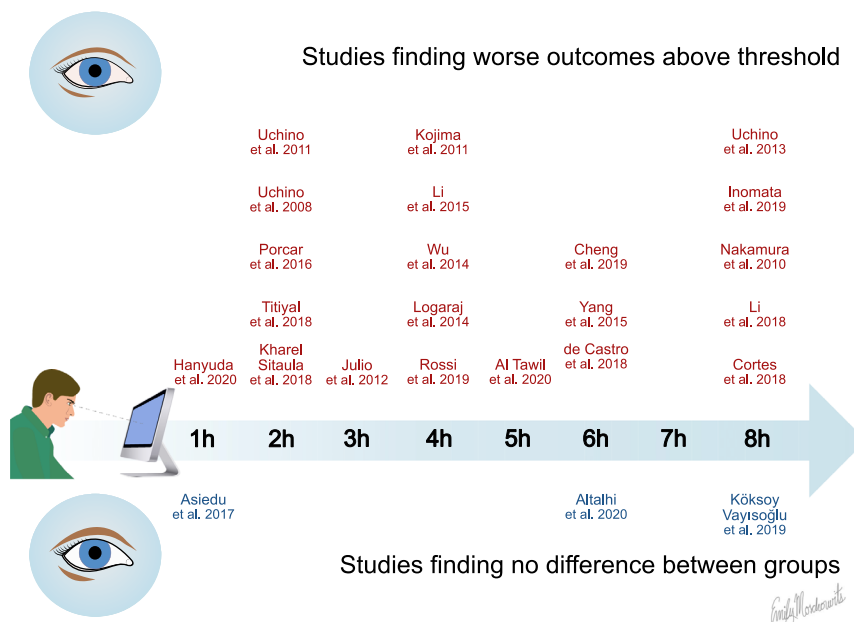 Studies finding worse outcomes above threshold
Uchino
et al. 2011
Kojima
et al. 2011
Uchino
et al. 2013
Uchino
et al. 2008
Li
et al. 2015
Inomata
et al. 2019
Porcar
et al. 2016
Wu
et al. 2014
Cheng
et al. 2019
Nakamura
et al. 2010
Titiyal
et al. 2018
Logaraj
et al. 2014
Yang
et al. 2015
Li
et al. 2018
Hanyuda
et al. 2020
Kharel
Sitaula
et al. 2018
Julio
et al. 2012
Rossi
et al. 2019
Al Tawil
et al. 2020
de Castro
et al. 2018
Cortes
et al. 2018
1h 2h 3h 4h 5h 6h 7h 8h
Asiedu
et al. 2017
Altalhi
et al. 2020
Köksoy
Vayısoğlu
et al. 2019
Studies finding no difference between groups